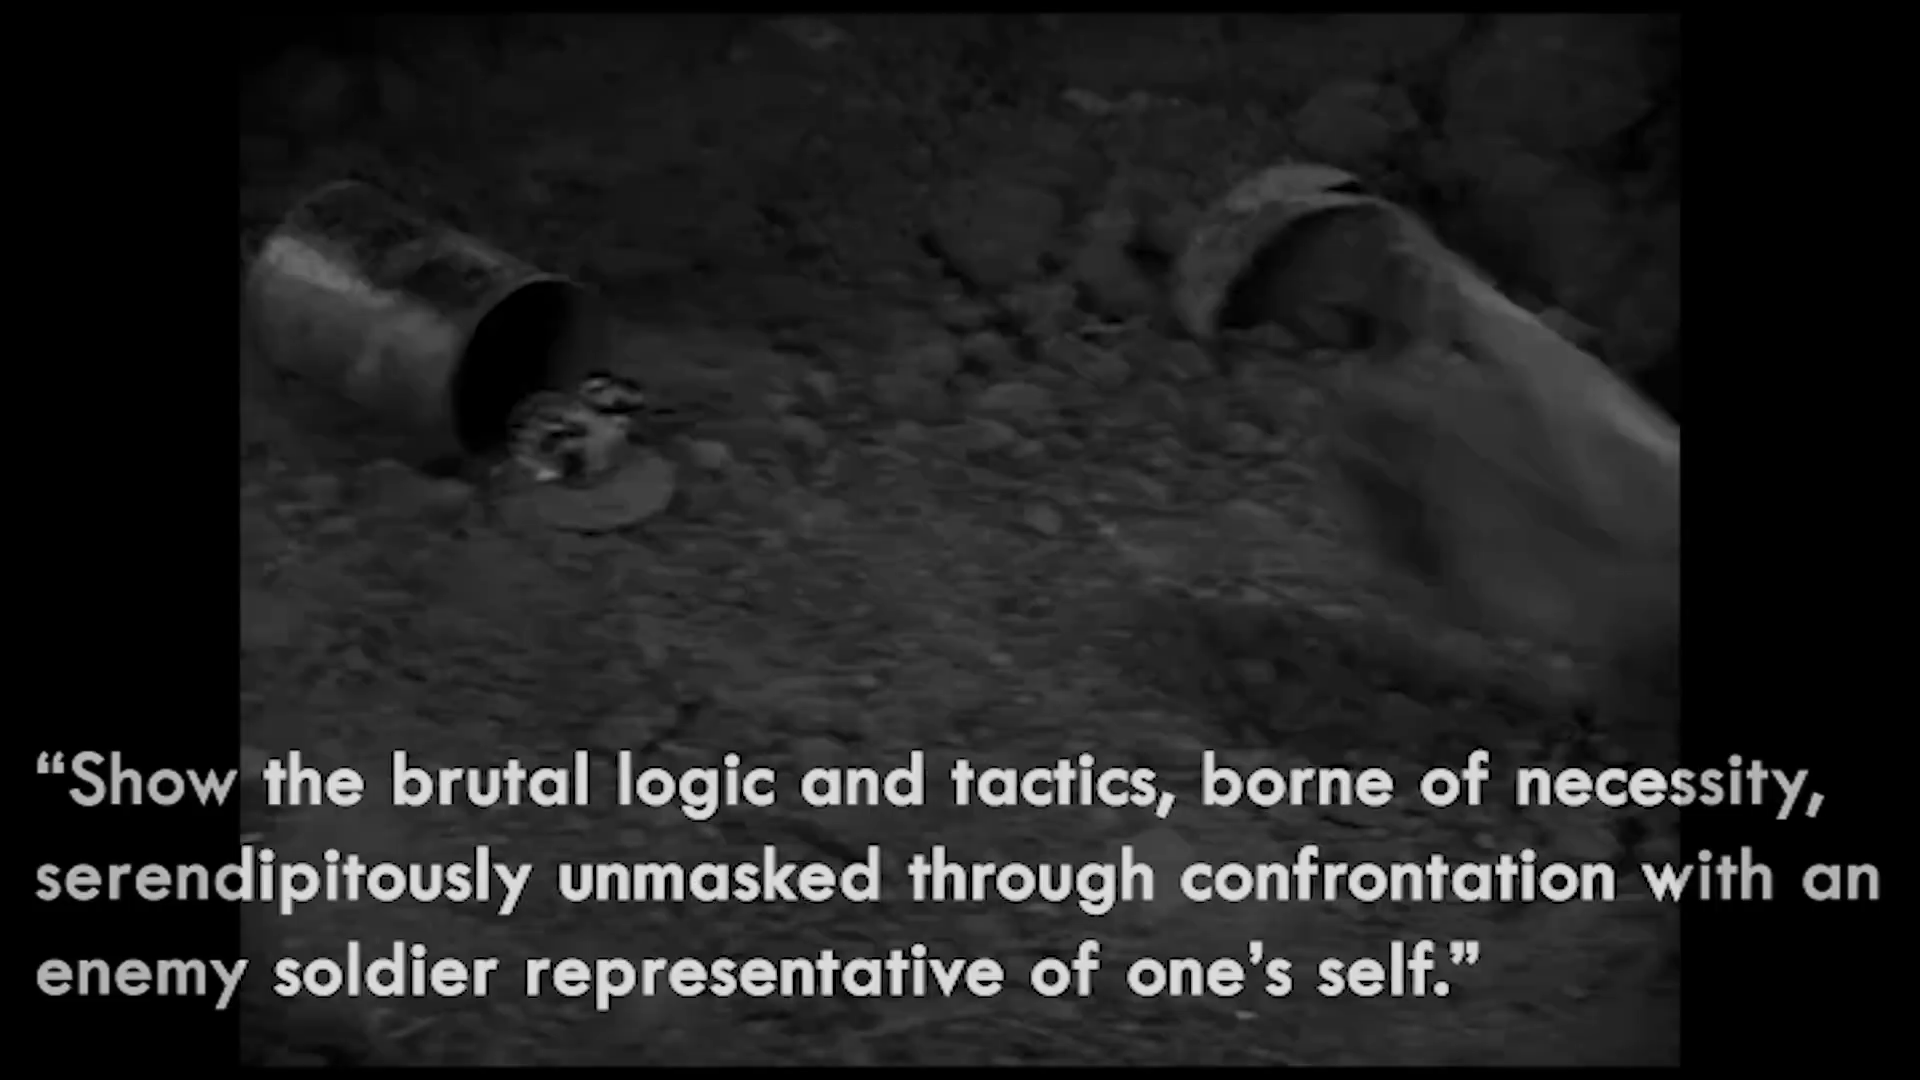 “Show the brutal logic and tactics, borne of necessity,
serendipitously unmasked through confrontation with an
enemy soldier representative of one’s self.”